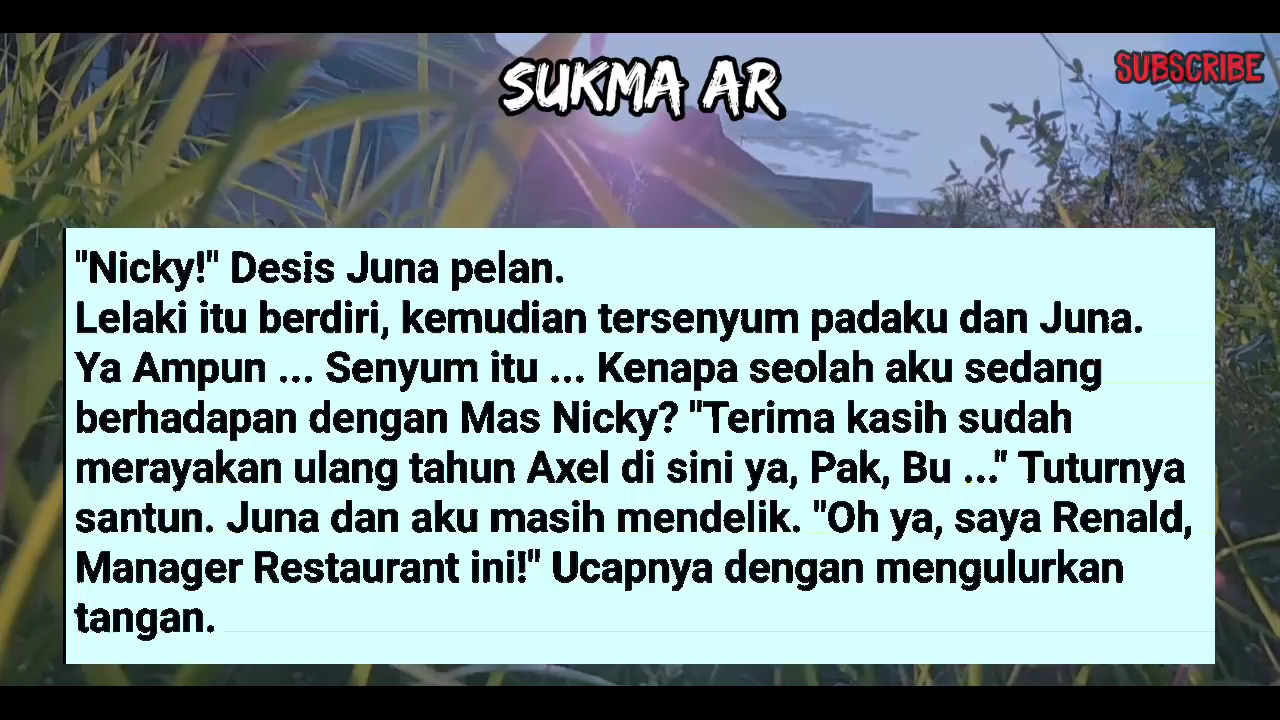 SUKMA AR
SUBSCRIBE
"Nicky!" Desis Juna pelan.
Lelaki itu berdiri, kemudian tersenyum padaku dan Juna.
Ya Ampun ... Senyum itu ... Kenapa seolah aku sedang
berhadapan dengan Mas Nicky? "Terima kasih sudah
merayakan ulang tahun Axel di sini ya, Pak, Bu ..." Tuturnya
santun. Juna dan aku masih mendelik. "Oh ya, saya Renald,
Manager Restaurant ini!" Ucapnya dengan mengulurkan
tangan.